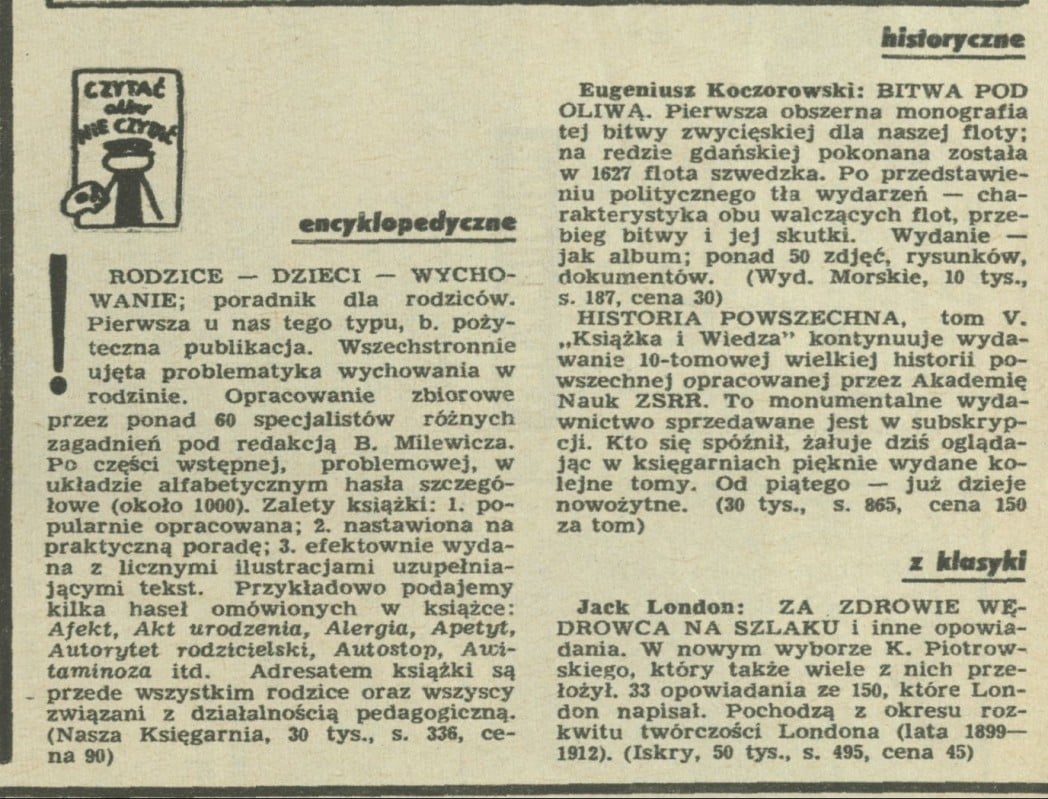 CZYTAĆ
albo
NIE CZYTAĆ
encyklopedyczne
! RODZICE — DZIECI — WYCHO-
WANIE; poradnik dla rodziców.
Pierwsza u nas tego typu, b. poży-
teczna publikacja. Wszechstronnie
ujęta problematyka wychowania w
rodzinie. Opracowanie zbiorowe
przez ponad 60 specjalistów różnych
zagadnień pod redakcją B. Milewicza.
Po części wstępnej, problemowej, w
układzie alfabetycznym hasła szczegó-
łowe (około 1000). Zalety książki: 1. po-
pularnie opracowana; 2. nastawiona na
praktyczną poradę; 3. efektownie wyda-
na z licznymi ilustracjami uzupełnia-
jącymi tekst. Przykładowo podajemy
kilka haseł omówionych w książce:
Afekt, Akt urodzenia, Alergia, Apetyt,
Autorytet rodzicielski, Autostop, Awi-
taminoza itd. Adresatem książki są
przede wszystkim rodzice oraz wszyscy
związani z działalnością pedagogiczną.
(Nasza Księgarnia, 30 tys., s. 336, ce-
na 90)
historyczne
Eugeniusz Koczorowski: BITWA POD
OLIWĄ. Pierwsza obszerna monografia
tej bitwy zwycięskiej dla naszej floty;
na redzie gdańskiej pokonana została
w 1627 flota szwedzka. Po przedstawie-
niu politycznego tła wydarzeń — cha-
rakterystyka obu walczących flot, prze-
bieg bitwy i jej skutki. Wydanie —
jak album; ponad 50 zdjęć, rysunków,
dokumentów. (Wyd. Morskie, 10 tys.,
s. 187, cena 30)
HISTORIA POWSZECHNA, tom V.
„Książka i Wiedza” kontynuuje wyda-
wanie 10-tomowej wielkiej historii po-
wszechnej opracowanej przez Akademię
Nauk ZSRR. To monumentalne wyda-
wnictwo sprzedawane jest w subskryp-
cji. Kto się spóźnił, żałuje dziś ogląda-
jąc w księgarniach pięknie wydane ko-
lejne tomy. Od piątego — już dzieje
nowożytne. (30 tys., s. 865, cena 150
za tom)
z klasyki
Jack London: ZA ZDROWIE WĘ-
DROWCA NA SZLAKU i inne opowia-
dania. W nowym wyborze K. Piotrow-
skiego, który także wiele z nich prze-
łożył. 33 opowiadania ze 150, które Lon-
don napisał. Pochodzą z okresu roz-
kwitu twórczości Londona (lata 1899—
1912). (Iskry, 50 tys., s. 495, cena 45)